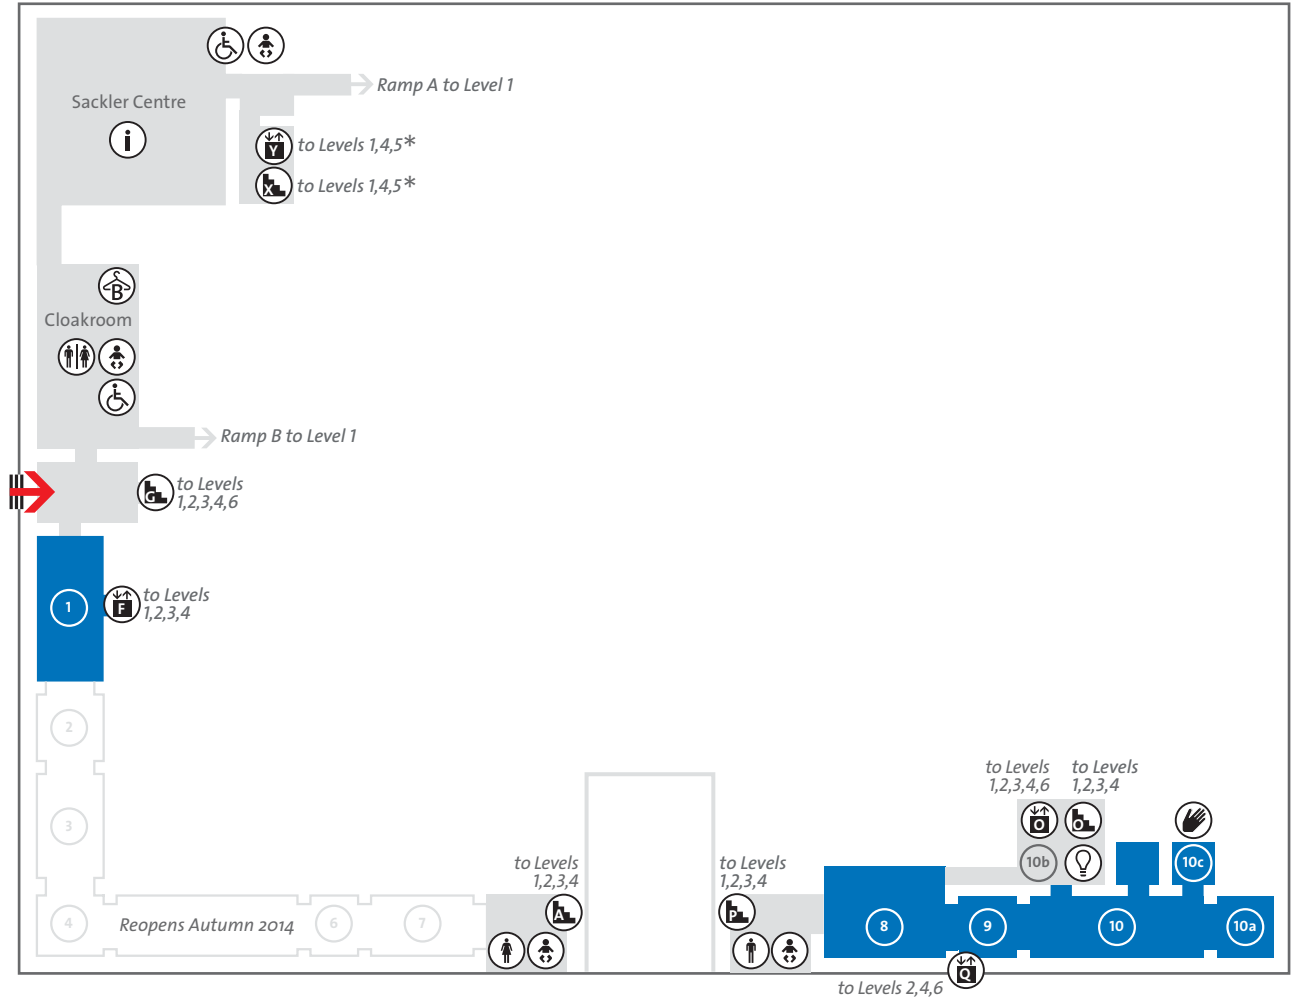 Ramp A to Level 1
Sackler Centre
i
Y
to Levels 1,4,5*
X
to Levels 1,4,5*
B
Cloakroom
Ramp B to Level 1
G
to Levels
1,2,3,4,6
1
F
to Levels
1,2,3,4
2
3
4
Reopens Autumn 2014
6
7
to Levels
1,2,3,4
A
to Levels
1,2,3,4
P
8
9
10
10a
to Levels
1,2,3,4,6
to Levels
1,2,3,4
O
O
10b
10c
Q
to Levels 2,4,6